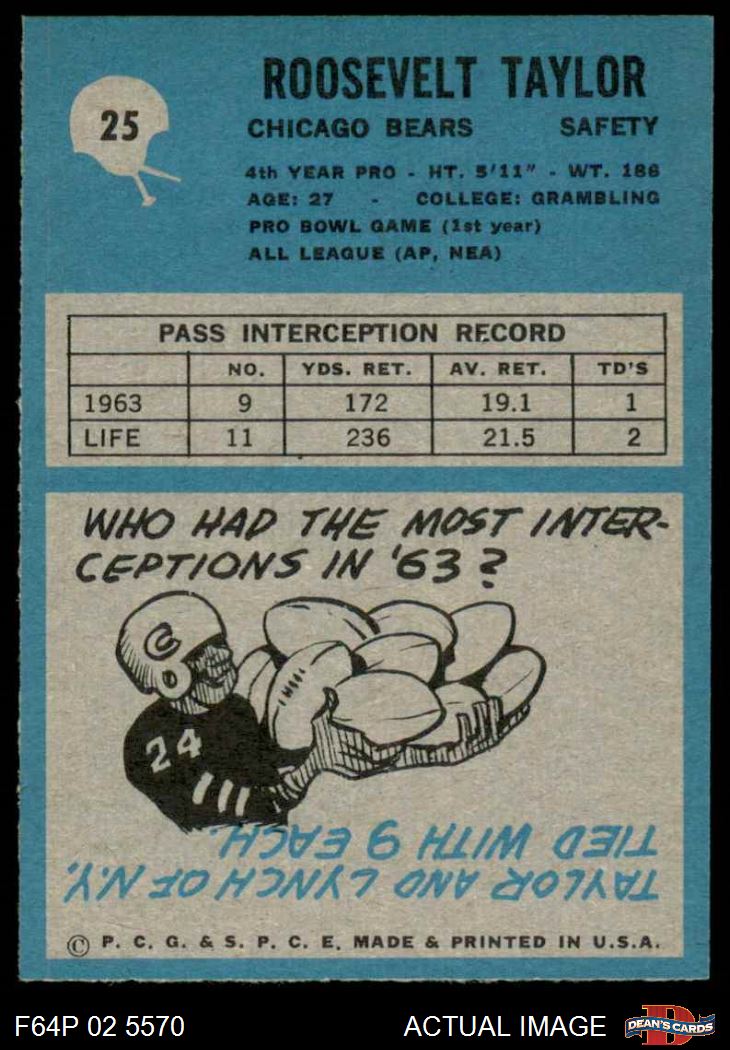 25
ROOSEVELT TAYLOR
CHICAGO BEARS SAFETY
4th YEAR PRO - HT. 5'11" - WT. 186
AGE: 27 - COLLEGE: GRAMBLING
PRO BOWL GAME (1st year)
ALL LEAGUE (AP, NEA)
PASS INTERCEPTION RECORD
NO. YDS. RET. AV. RET. TD'S
1963 9 172 19.1 1
LIFE 11 236 21.5 2
WHO HAD THE MOST INTER-
CEPTIONS IN '63?
C
24
TAYLOR AND LYNCH OF N.Y.
TIED WITH 9 EACH.
© P. C. G. & S. P. C. E. MADE & PRINTED IN U.S.A.
F64P 02 5570 ACTUAL IMAGE
D
DEAN'S CARDS